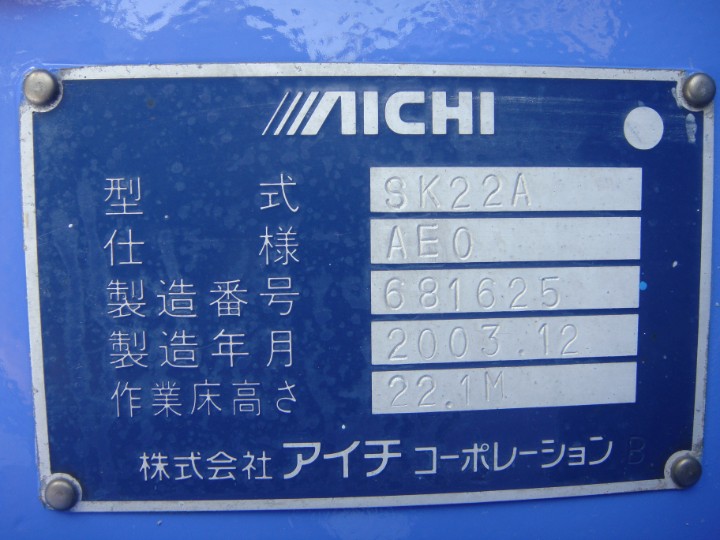 AICHI
型式 SK22A
仕様 AE0
製造番号 681625
製造年月 2003.12
作業床高さ 22.1M
株式会社 アイチ コーポレーション B